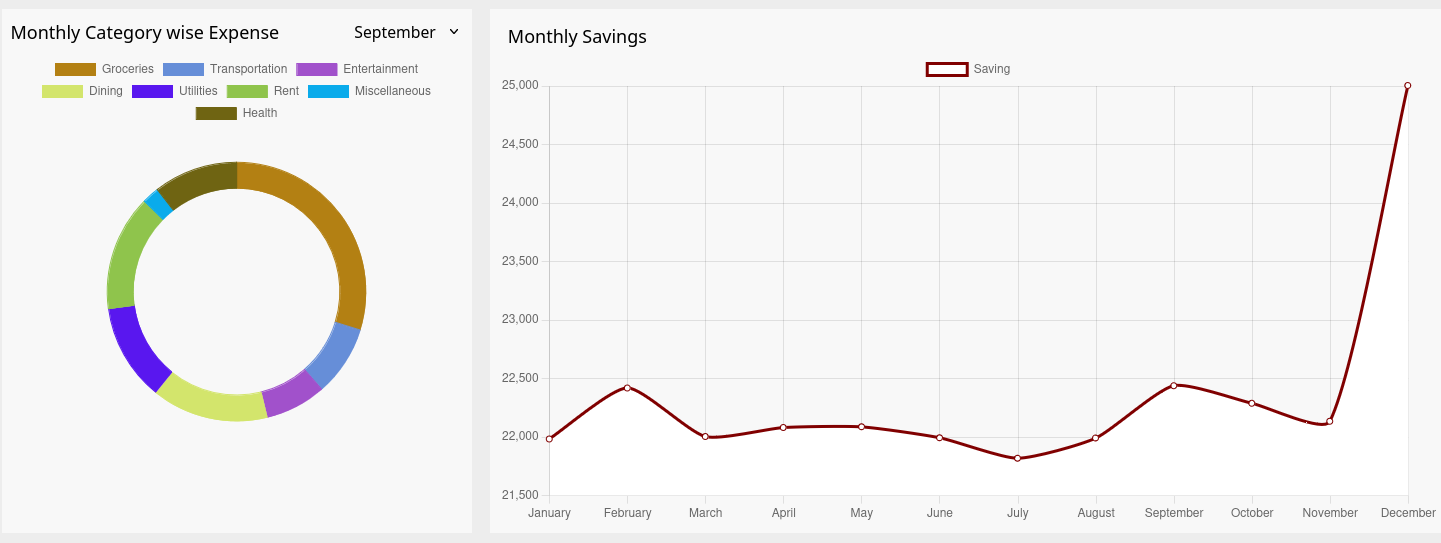 Monthly Category wise Expense
September
Groceries Transportation Entertainment
Dining Utilities Rent Miscellaneous
Health
Monthly Savings
Saving
25,000
24,500
24,000
23,500
23,000
22,500
22,000
21,500
January February March April May June July August September October November December